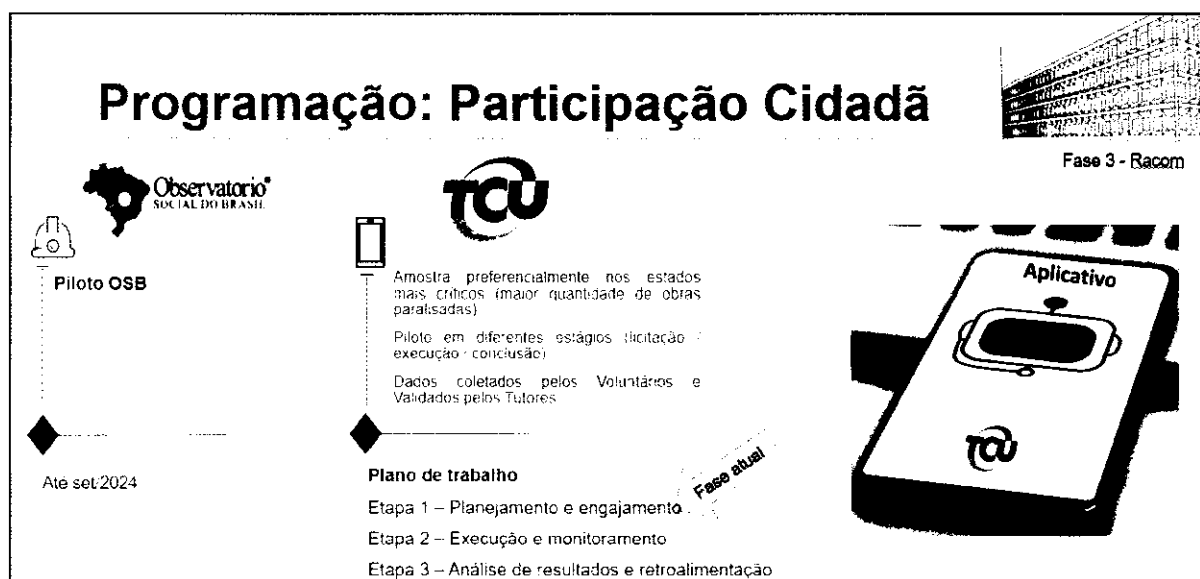 Programação: Participação Cidadã
Fase 3 - Racom
Observatorio
SOCIAL DO BRASIL
TCU
Piloto OSB
Amostra preferencialmente nos estados
mais críticos (maior quantidade de obras
paralisadas)
Piloto em diferentes estágios (licitação -
execução - conclusão)
Dados coletados pelos Voluntários e
Validados pelos Tutores
Aplicativo
TCU
Até set/2024
Plano de trabalho
Fase atual
Etapa 1 – Planejamento e engajamento
Etapa 2 – Execução e monitoramento
Etapa 3 – Análise de resultados e retroalimentação